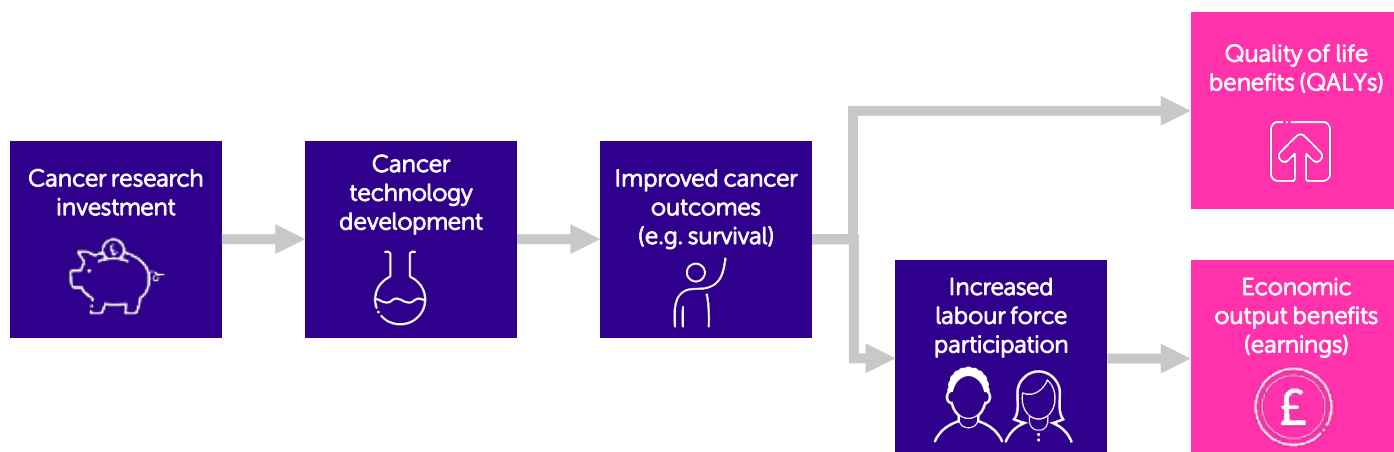 Cancer research
investment
£
Cancer
technology
development
Improved cancer
outcomes
(e.g. survival)
Quality of life
benefits (QALYs)
Increased
labour force
participation
Economic
output benefits
(earnings)
£